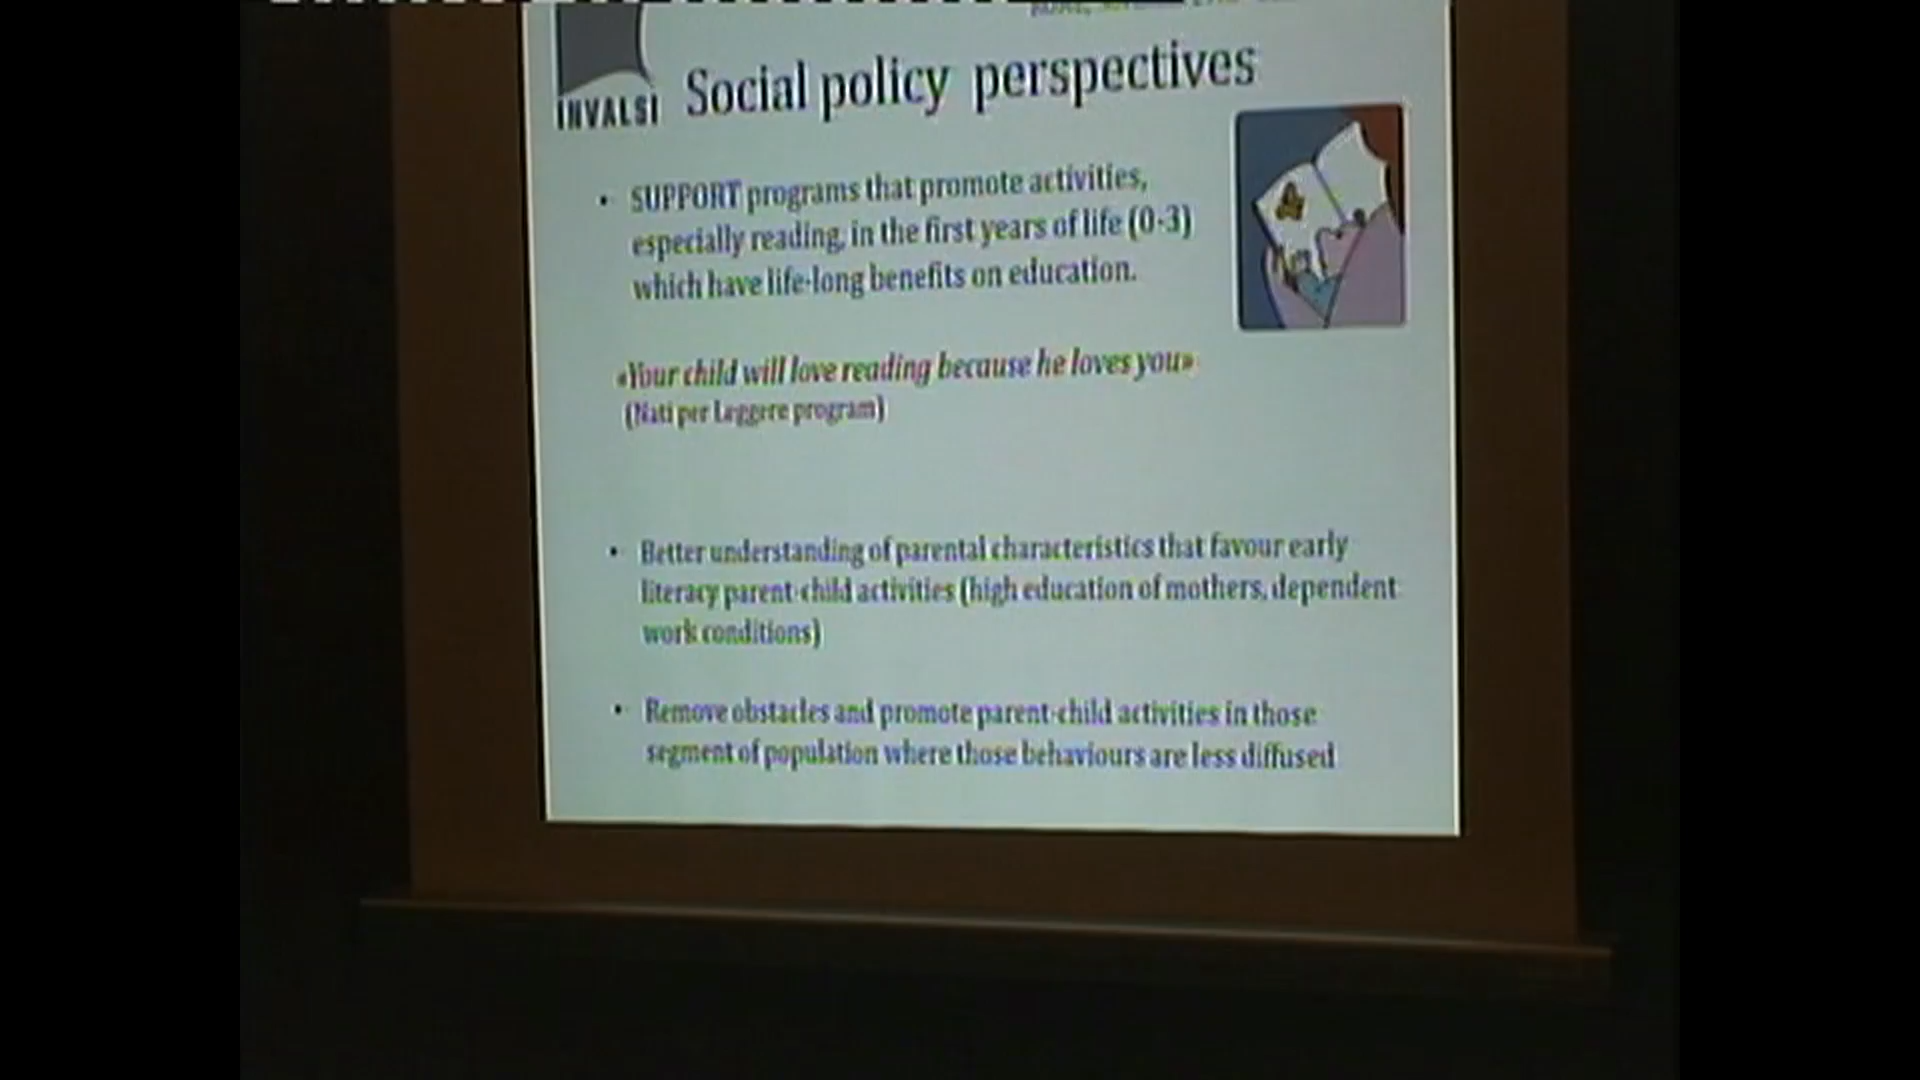 INVALSI
Social policy perspectives
• SUPPORT programs that promote activities,
especially reading, in the first years of life (0-3)
which have life-long benefits on education.
«Your child will love reading because he loves you»
(Nati per Leggere program)
• Better understanding of parental characteristics that favour early
literacy parent-child activities (high education of mothers, dependent
work conditions)
• Remove obstacles and promote parent-child activities in those
segment of population where those behaviours are less diffused